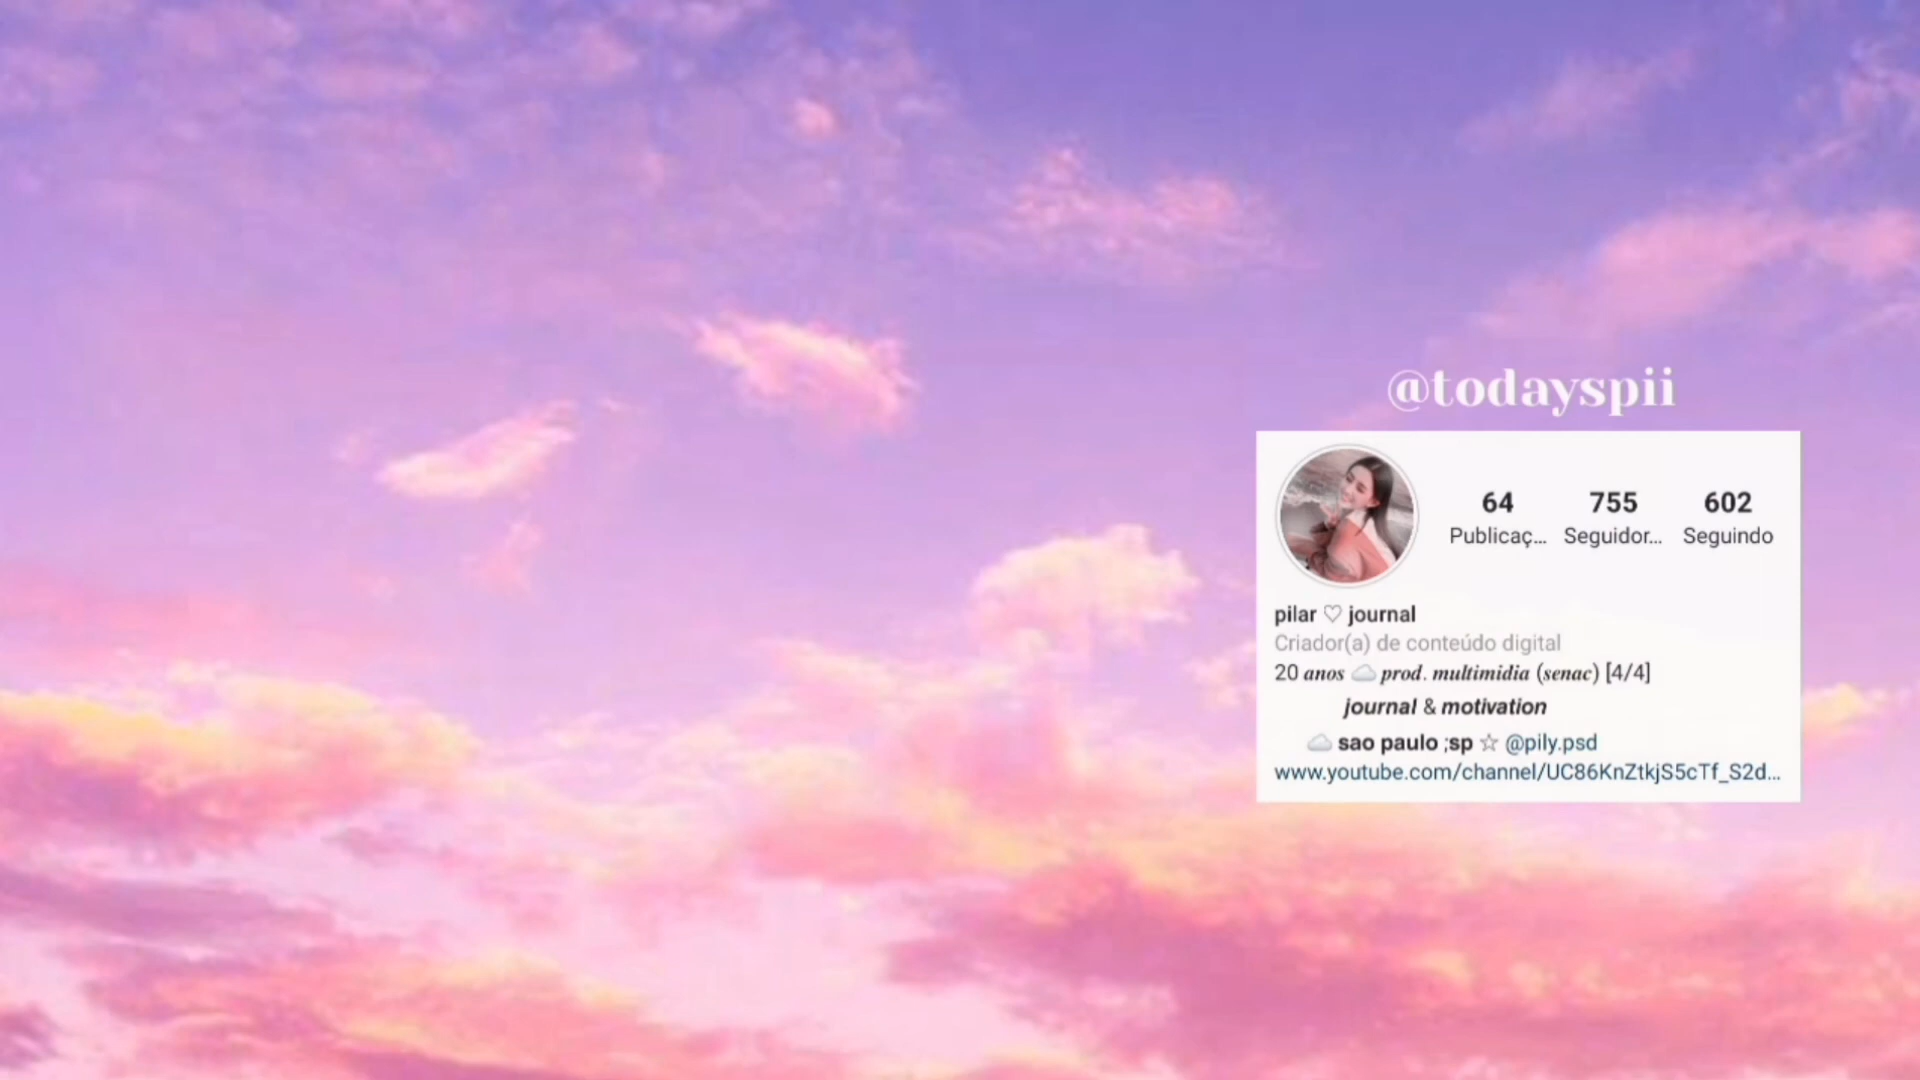 @todayspii
64 755 602
Publicaç... Seguidor... Seguindo
pilar ♡ journal
Criador(a) de conteúdo digital
20 anos ☁️ prod. multimidia (senac) [4/4]
journal & motivation
☁️ sao paulo ;sp ☆ @pily.psd
www.youtube.com/channel/UC86KnZtkjS5cTf_S2d...